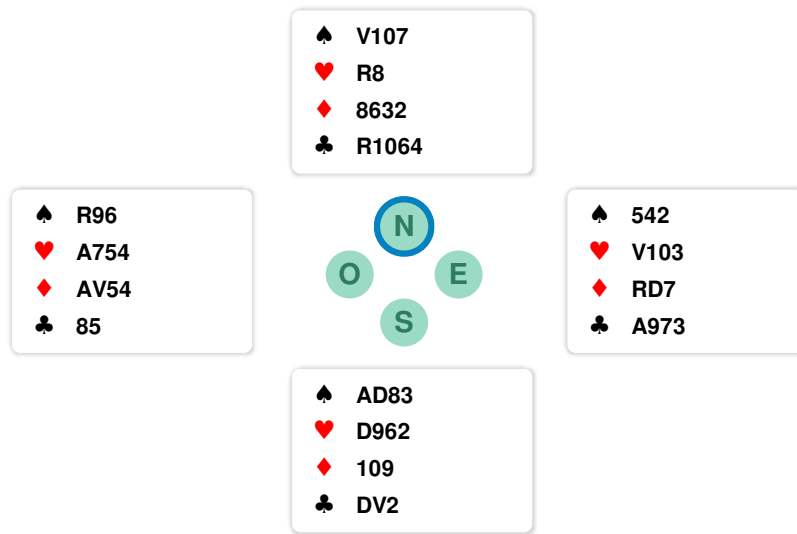 ♠ V107
♥ R8
♦ 8632
♣ R1064
♠ R96
♥ A754
♦ AV54
♣ 85
N
O E
S
♠ 542
♥ V103
♦ RD7
♣ A973
♠ AD83
♥ D962
♦ 109
♣ DV2